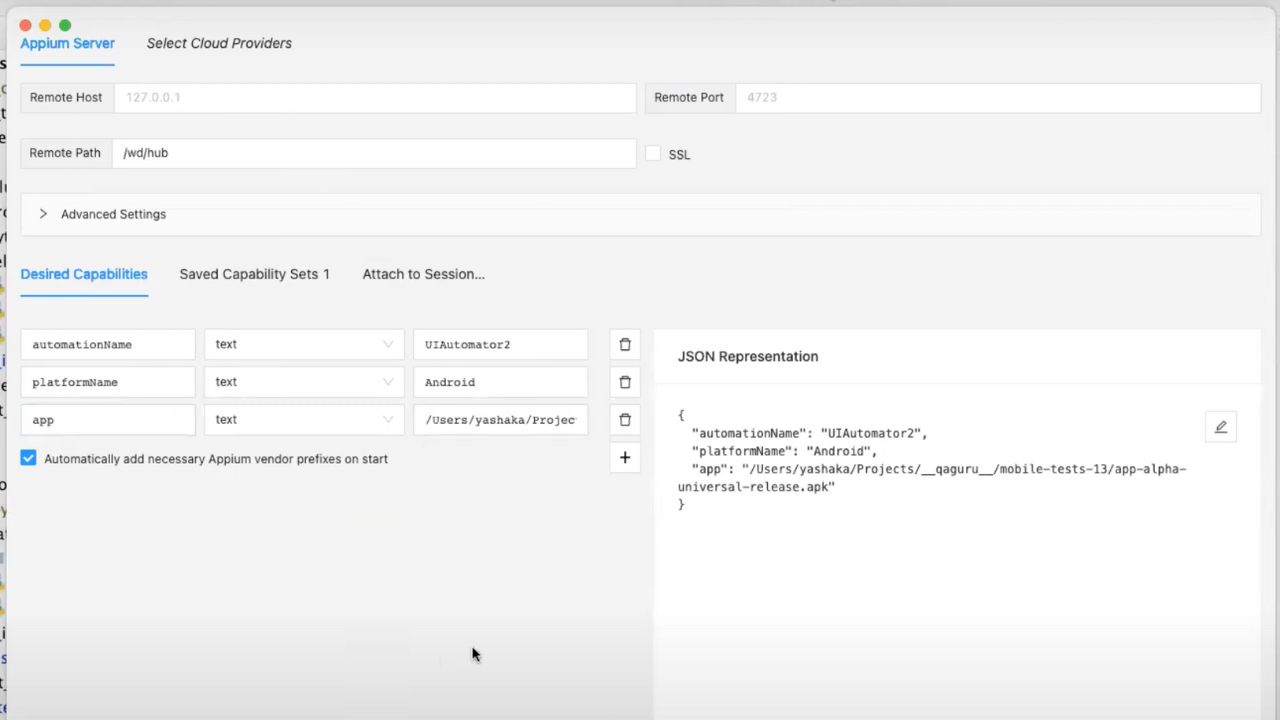 Appium Server Select Cloud Providers
Remote Host 127.0.0.1 Remote Port 4723
Remote Path /wd/hub SSL
Advanced Settings
Desired Capabilities Saved Capability Sets 1 Attach to Session...
automationName text UIAutomator2
platformName text Android
app text /Users/yashaka/Projec
Automatically add necessary Appium vendor prefixes on start
JSON Representation
{
"automationName": "UIAutomator2",
"platformName": "Android",
"app": "/Users/yashaka/Projects/__qaguru__/mobile-tests-13/app-alpha-
universal-release.apk"
}